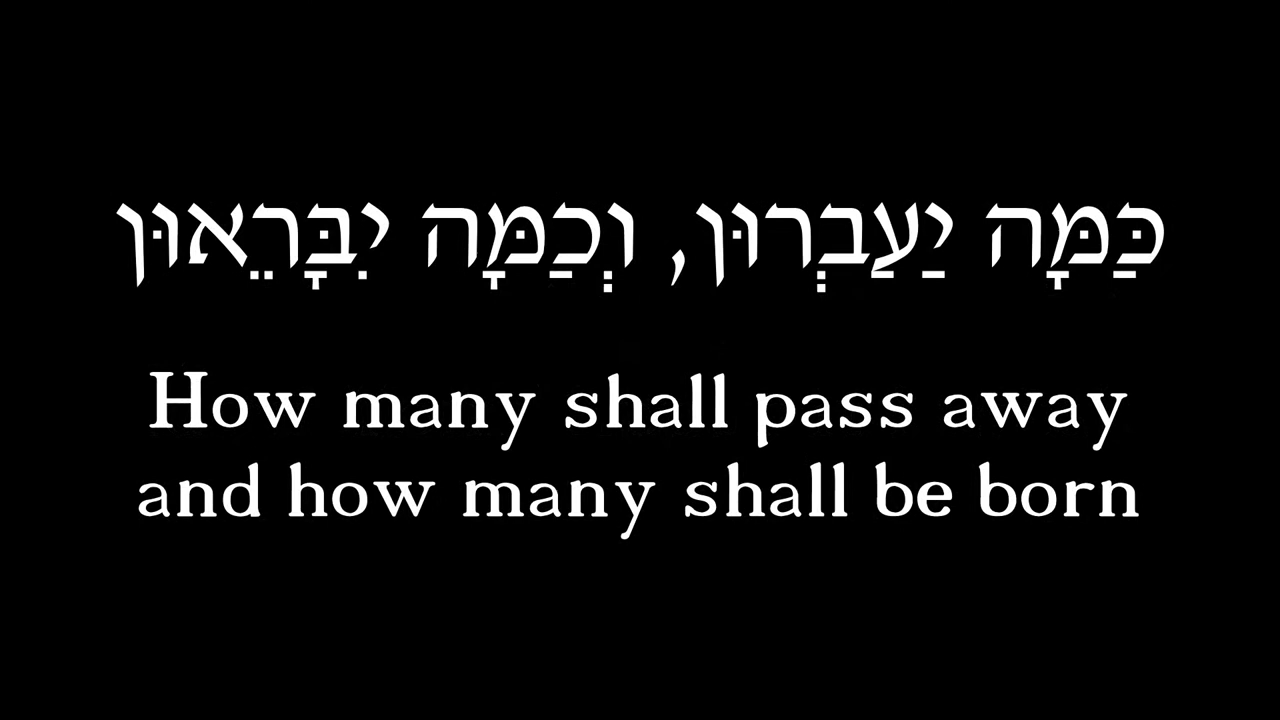 כַּמָּה יַעַבְרוּן, וְכַמָּה יִבָּרֵאוּן
How many shall pass away
and how many shall be born